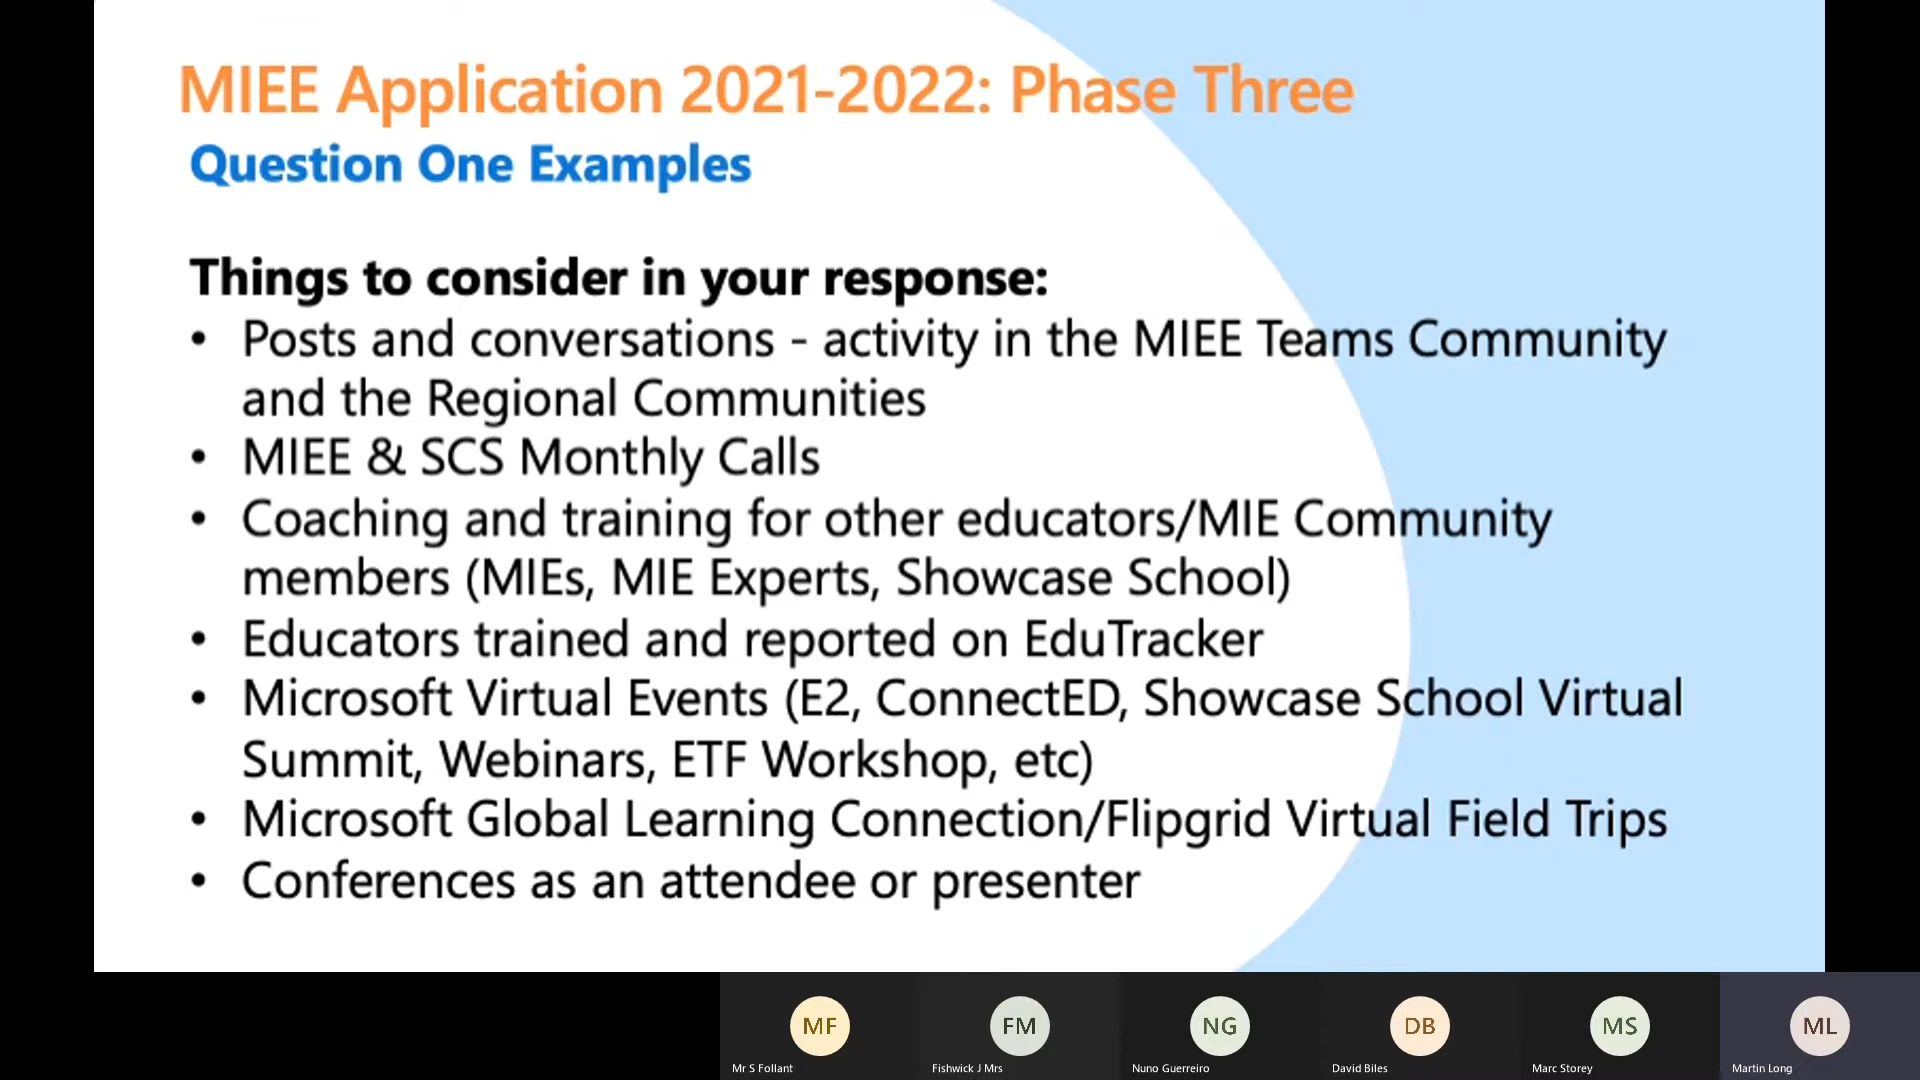 MIEE Application 2021-2022: Phase Three
Question One Examples
Things to consider in your response:
• Posts and conversations - activity in the MIEE Teams Community
and the Regional Communities
• MIEE & SCS Monthly Calls
• Coaching and training for other educators/MIE Community
members (MIEs, MIE Experts, Showcase School)
• Educators trained and reported on EduTracker
• Microsoft Virtual Events (E2, ConnectED, Showcase School Virtual
Summit, Webinars, ETF Workshop, etc)
• Microsoft Global Learning Connection/Flipgrid Virtual Field Trips
• Conferences as an attendee or presenter
MF FM NG DB MS ML
Mr S Follant Fishwick J Mrs Nuno Guerreiro David Biles Marc Storey Martin Long